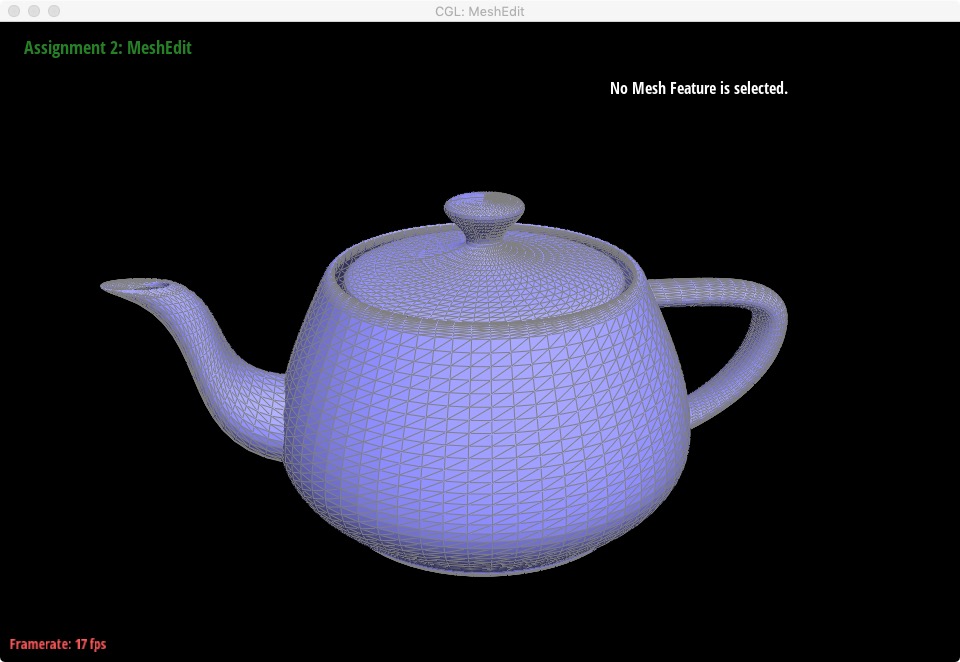 CGL: MeshEdit
Assignment 2: MeshEdit
No Mesh Feature is selected.
Framerate: 17 fps